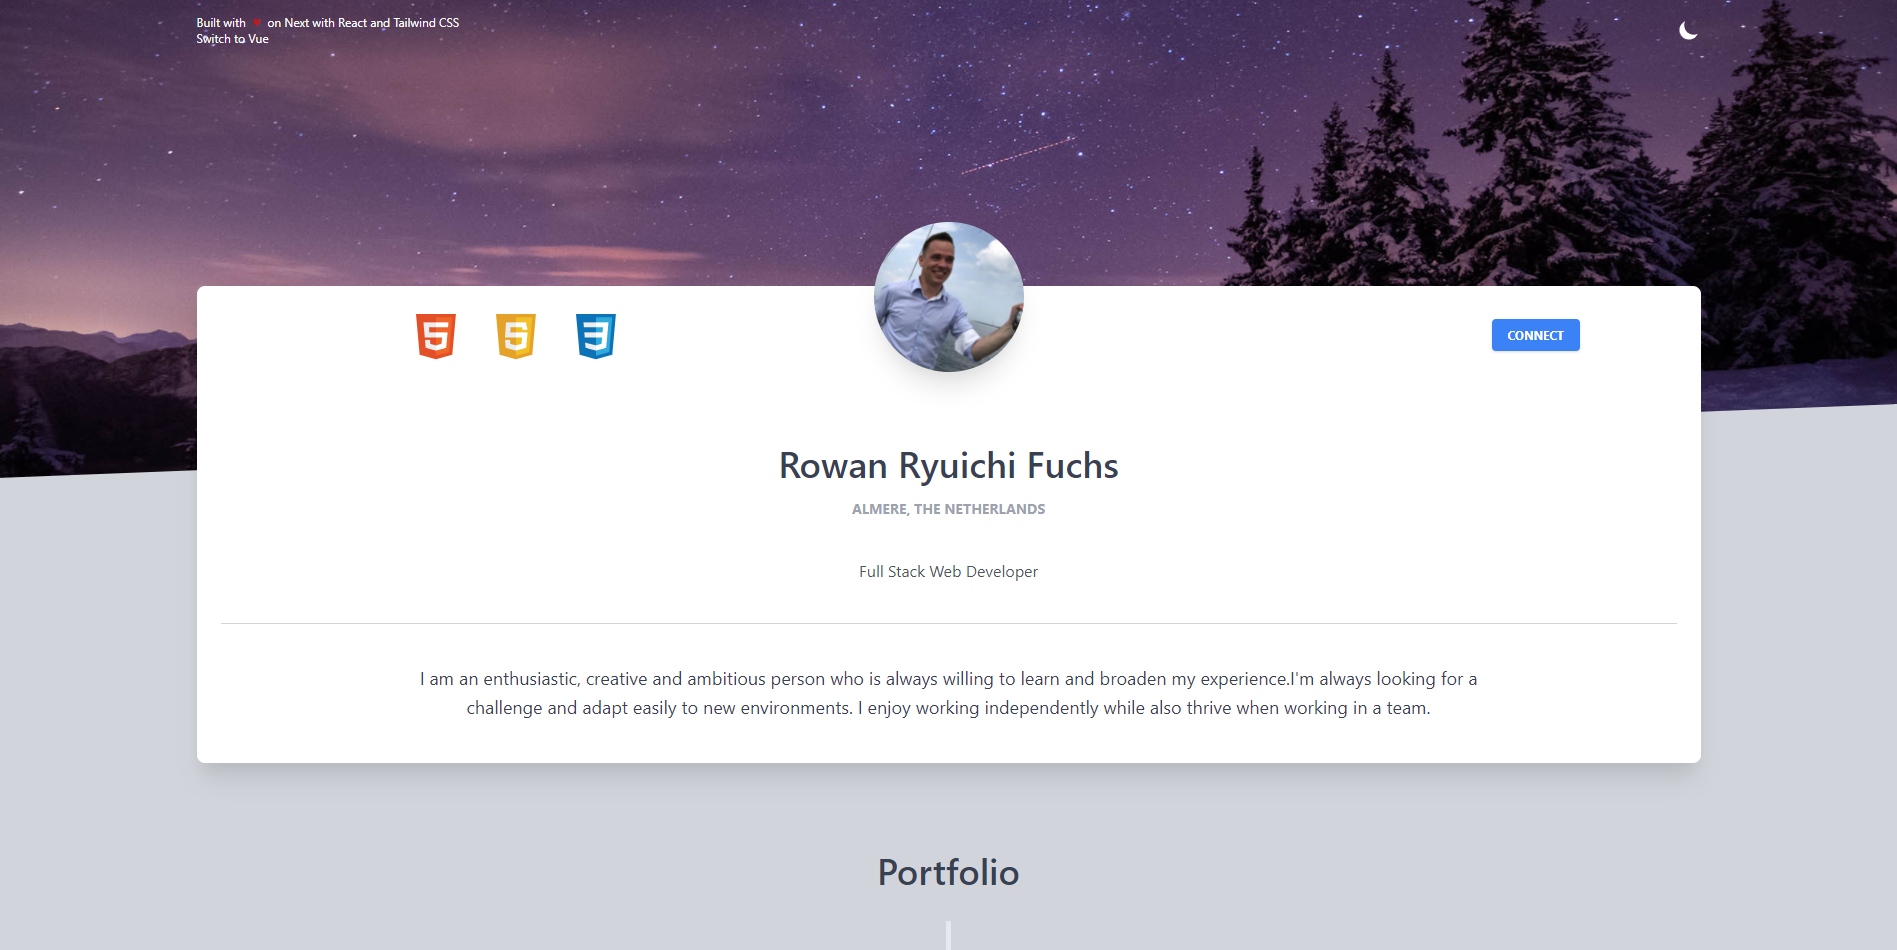 Built with ♥ on Next with React and Tailwind CSS
Switch to Vue
CONNECT
Rowan Ryuichi Fuchs
ALMERE, THE NETHERLANDS
Full Stack Web Developer
I am an enthusiastic, creative and ambitious person who is always willing to learn and broaden my experience.I'm always looking for a
challenge and adapt easily to new environments. I enjoy working independently while also thrive when working in a team.
Portfolio